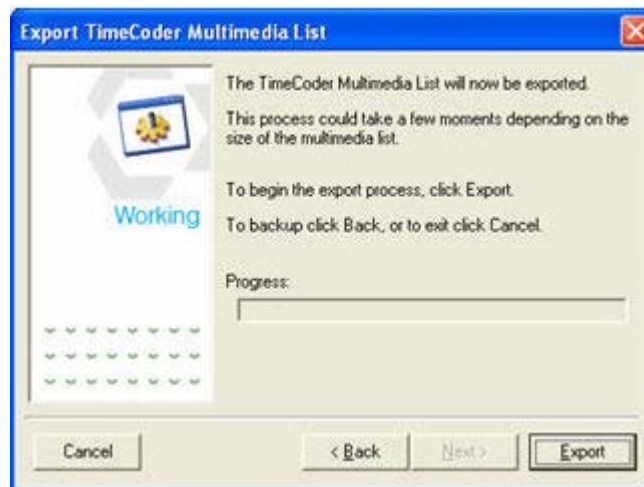 Export TimeCoder Multimedia List
The TimeCoder Multimedia List will now be exported.
This process could take a few moments depending on the
size of the multimedia list.
To begin the export process, click Export.
Working
To backup click Back, or to exit click Cancel.
Progress:
Cancel
< Back
Next >
Export